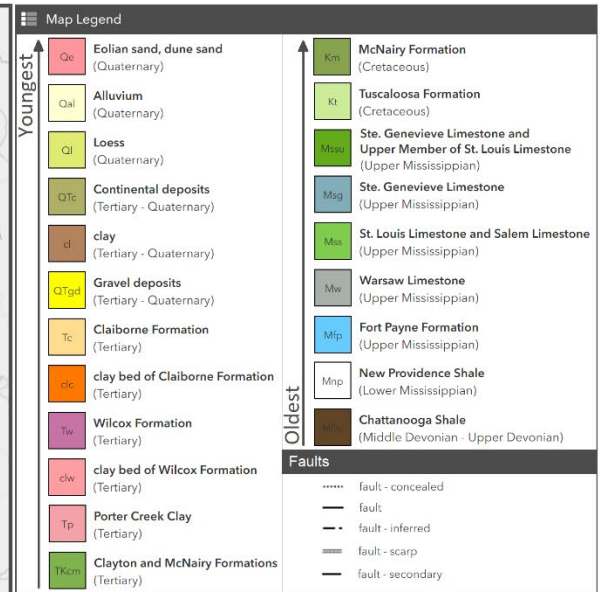 Map Legend
Youngest
Qe
Eolian sand, dune sand
(Quaternary)
Qal
Alluvium
(Quaternary)
Ql
Loess
(Quaternary)
QTc
Continental deposits
(Tertiary - Quaternary)
cl
clay
(Tertiary - Quaternary)
QTgd
Gravel deposits
(Tertiary - Quaternary)
Tc
Claiborne Formation
(Tertiary)
clc
clay bed of Claiborne Formation
(Tertiary)
Tw
Wilcox Formation
(Tertiary)
clw
clay bed of Wilcox Formation
(Tertiary)
Tp
Porter Creek Clay
(Tertiary)
TKcm
Clayton and McNairy Formations
(Tertiary)
Oldest
Km
McNairy Formation
(Cretaceous)
Kt
Tuscaloosa Formation
(Cretaceous)
Mssu
Ste. Genevieve Limestone and
Upper Member of St. Louis Limestone
(Upper Mississippian)
Msg
Ste. Genevieve Limestone
(Upper Mississippian)
Mss
St. Louis Limestone and Salem Limestone
(Upper Mississippian)
Mw
Warsaw Limestone
(Upper Mississippian)
Mfp
Fort Payne Formation
(Upper Mississippian)
Mnp
New Providence Shale
(Lower Mississippian)
Chattanooga Shale
(Middle Devonian - Upper Devonian)
Faults
fault - concealed
fault
fault - inferred
fault - scarp
fault - secondary